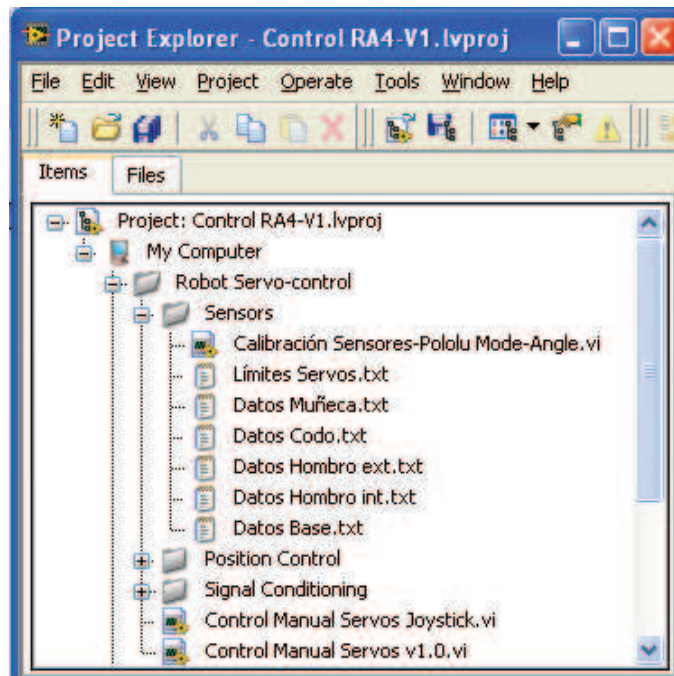 Project Explorer - Control RA4-V1.lvproj
File Edit View Project Operate Tools Window Help
Items Files
Project: Control RA4-V1.lvproj
My Computer
Robot Servo-control
Sensors
Calibración Sensores-Pololu Mode-Angle.vi
Límites Servos.txt
Datos Muñeca.txt
Datos Codo.txt
Datos Hombro ext.txt
Datos Hombro int.txt
Datos Base.txt
Position Control
Signal Conditioning
Control Manual Servos Joystick.vi
Control Manual Servos v1.0.vi